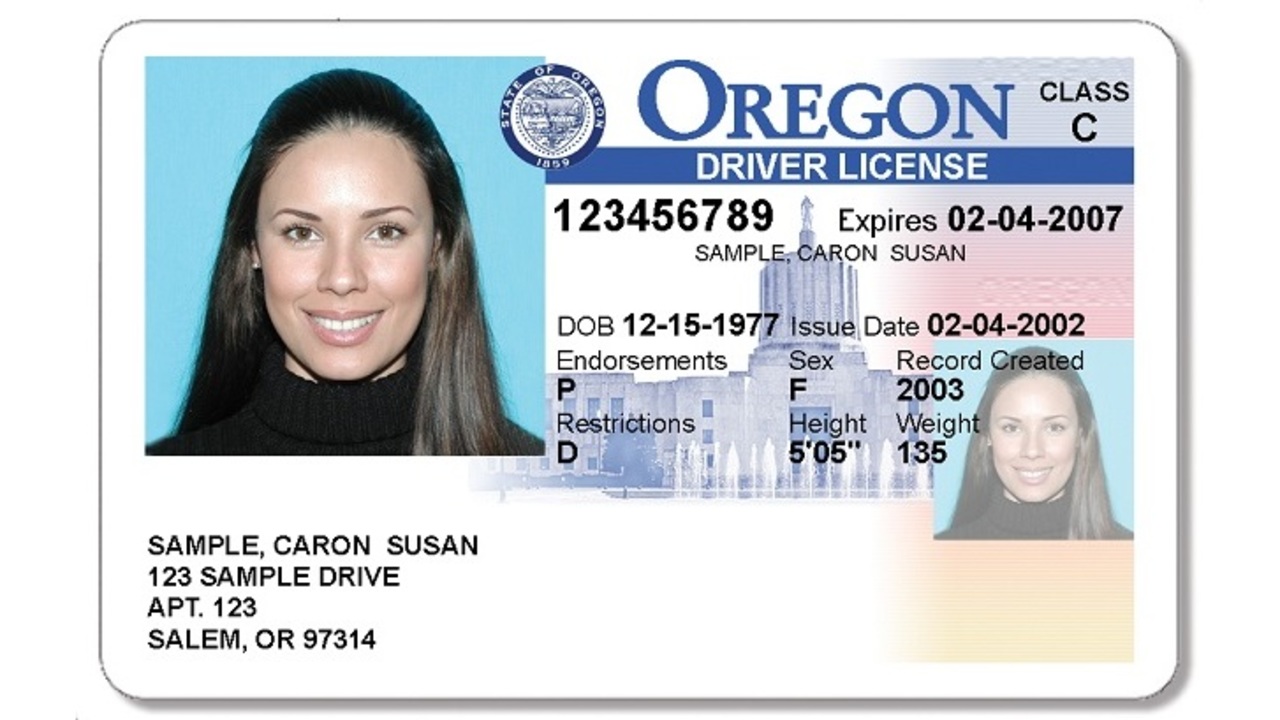 STATE OF OREGON
1859
OREGON
CLASS
C
DRIVER LICENSE
123456789 Expires 02-04-2007
SAMPLE, CARON SUSAN
DOB 12-15-1977 Issue Date 02-04-2002
Endorsements Sex Record Created
P F 2003
Restrictions Height Weight
D 5'05" 135
SAMPLE, CARON SUSAN
123 SAMPLE DRIVE
APT. 123
SALEM, OR 97314